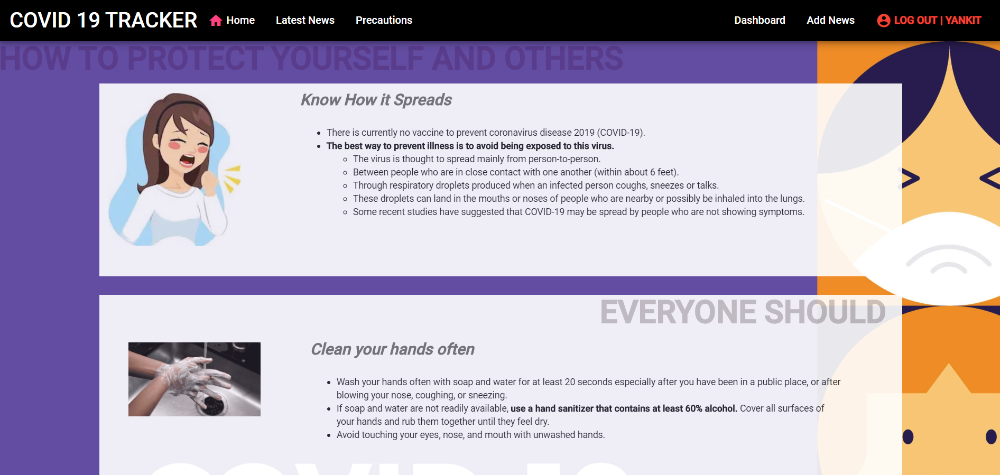 COVID 19 TRACKER Home Latest News Precautions Dashboard Add News LOG OUT | YANKIT
HOW TO PROTECT YOURSELF AND OTHERS
Know How it Spreads
There is currently no vaccine to prevent coronavirus disease 2019 (COVID-19).
The best way to prevent illness is to avoid being exposed to this virus.
The virus is thought to spread mainly from person-to-person.
Between people who are in close contact with one another (within about 6 feet).
Through respiratory droplets produced when an infected person coughs, sneezes or talks.
These droplets can land in the mouths or noses of people who are nearby or possibly be inhaled into the lungs.
Some recent studies have suggested that COVID-19 may be spread by people who are not showing symptoms.
EVERYONE SHOULD
Clean your hands often
Wash your hands often with soap and water for at least 20 seconds especially after you have been in a public place, or after
blowing your nose, coughing, or sneezing.
If soap and water are not readily available, use a hand sanitizer that contains at least 60% alcohol. Cover all surfaces of
your hands and rub them together until they feel dry.
Avoid touching your eyes, nose, and mouth with unwashed hands.